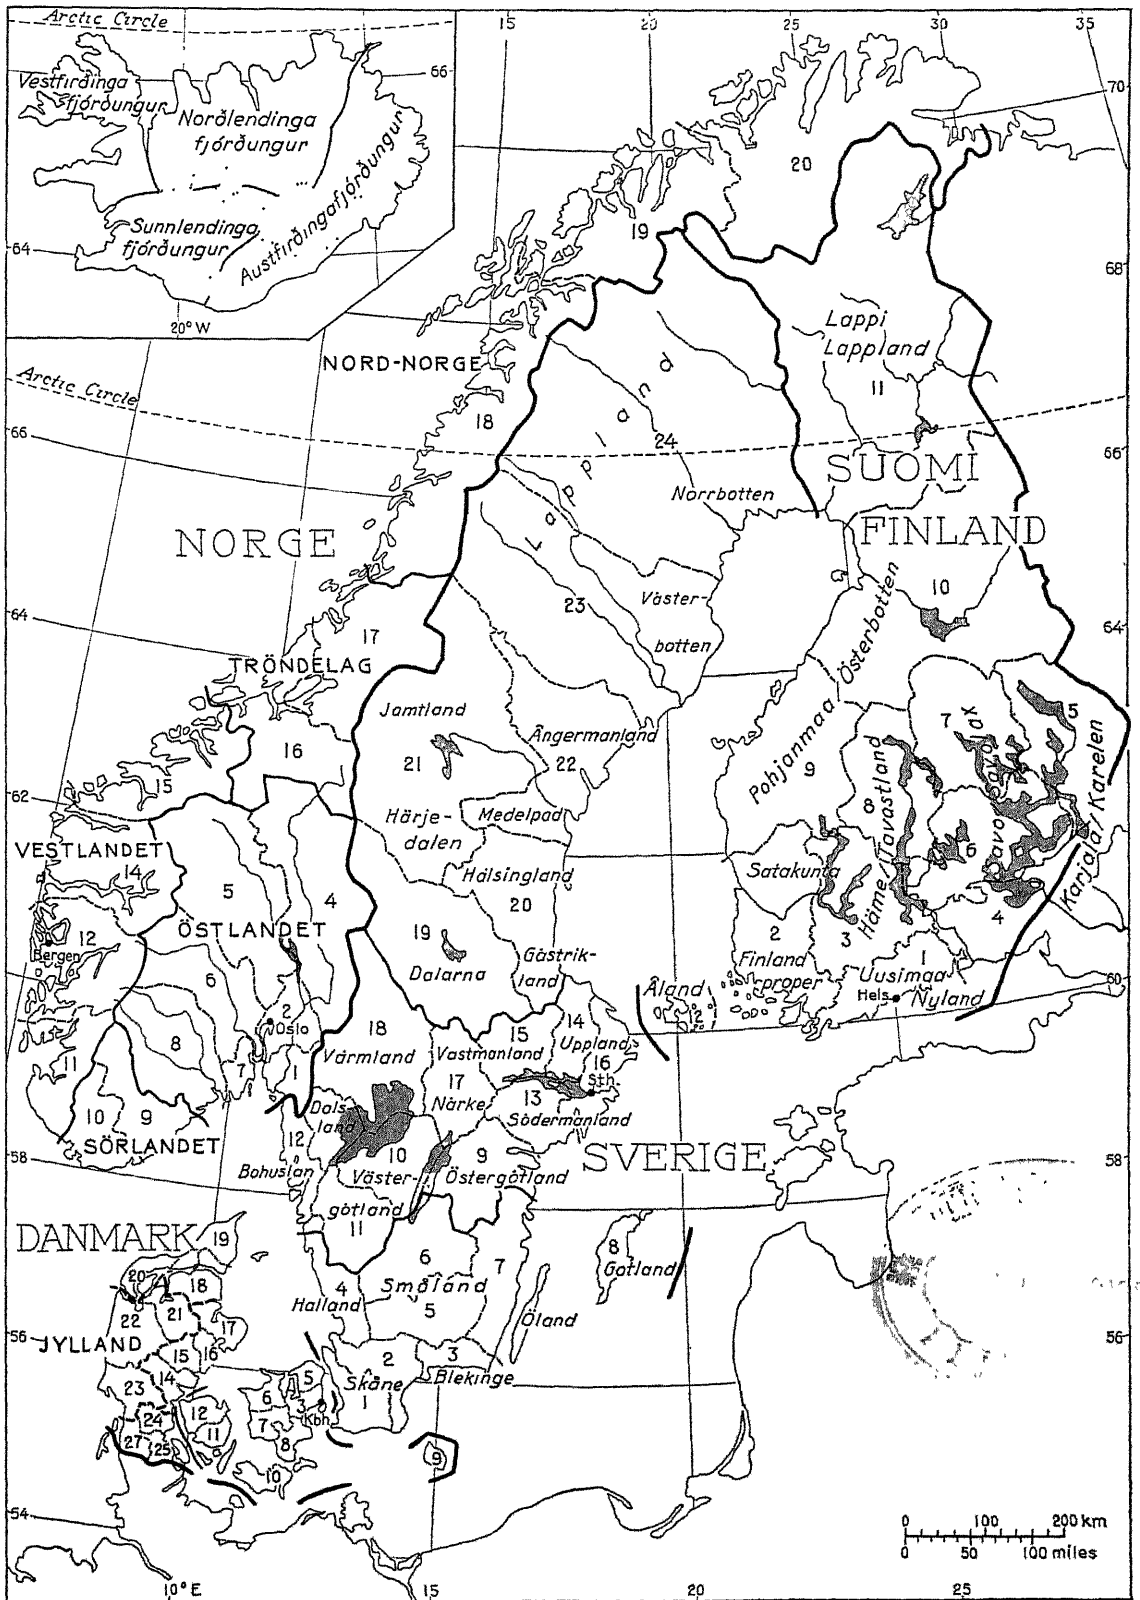 Arctic Circle
15
20
25
30
35
66
Vestfirðinga
fjórðungur
Norðlendinga
fjórðungur
Austfirðingafjórðungur
Sunnlendinga
fjórðungur
64
20° W
70
20
19
68
NORD-NORGE
Lappi
Lappland
11
Arctic Circle
18
Lappland
24
66
66
SUOMI
Norrbotten
NORGE
FINLAND
10
23
Väster-
botten
64
64
17
TRÖNDELAG
Pohjanmaa Österbotten
Jämtland
Ångermanland
7
5
16
21
22
9
15
62
Medelpad
8
Härje-
dalen
Häme/Tavastland
Savo Savolax
Karjala/Karelen
VESTLANDET
14
5
4
Hälsingland
20
Satakunta
6
4
ÖSTLANDET
12
Bergen
19
Dalarna
Gästrik-
land
2
Finland
proper
3
1
Uusimaa
Nyland
Hels.
60
6
Åland
12
2
Oslo
18
Värmland
15
Västmanland
14
Uppland
16
Sth.
8
11
7
1
17
Närke
13
Södermanland
10
9
SÖRLANDET
Dals-
land
12
Bohuslän
58
10
Väster-
götland
11
9
Östergötland
SVERIGE
58
DANMARK
19
6
Småland
5
7
8
Gotland
4
Halland
Öland
20
18
22
21
17
56
JYLLAND
15
16
56
2
Skåne
1
3
Blekinge
23
14
5
6
3
Kbh.
12
11
7
8
24
27
25
10
9
54
0 100 200 km
0 50 100 miles
10° E
15
20
25